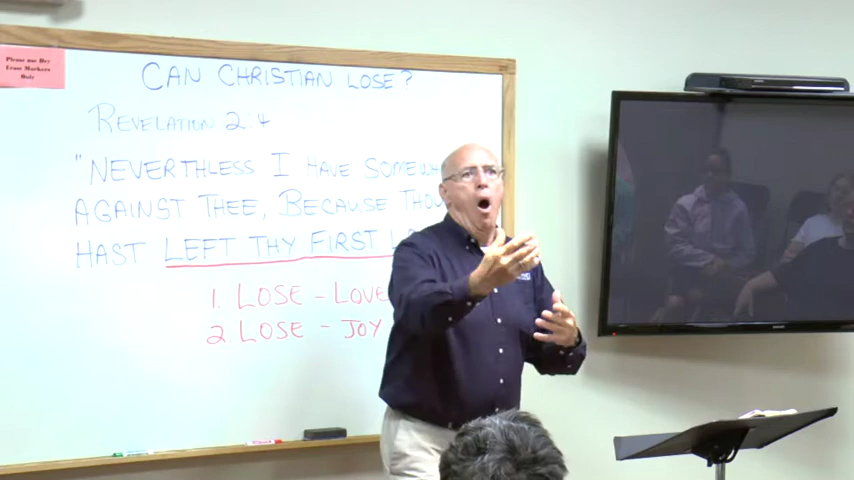 Please use Dry
Erase Markers
Only
CAN CHRISTIAN LOSE?
REVELATION 2.4
"NEVERTHLESS I HAVE SOMEWH
AGAINST THEE, BECAUSE THOU
HAST LEFT THY FIRST L
1. LOSE - LOVE
2 LOSE - JOY